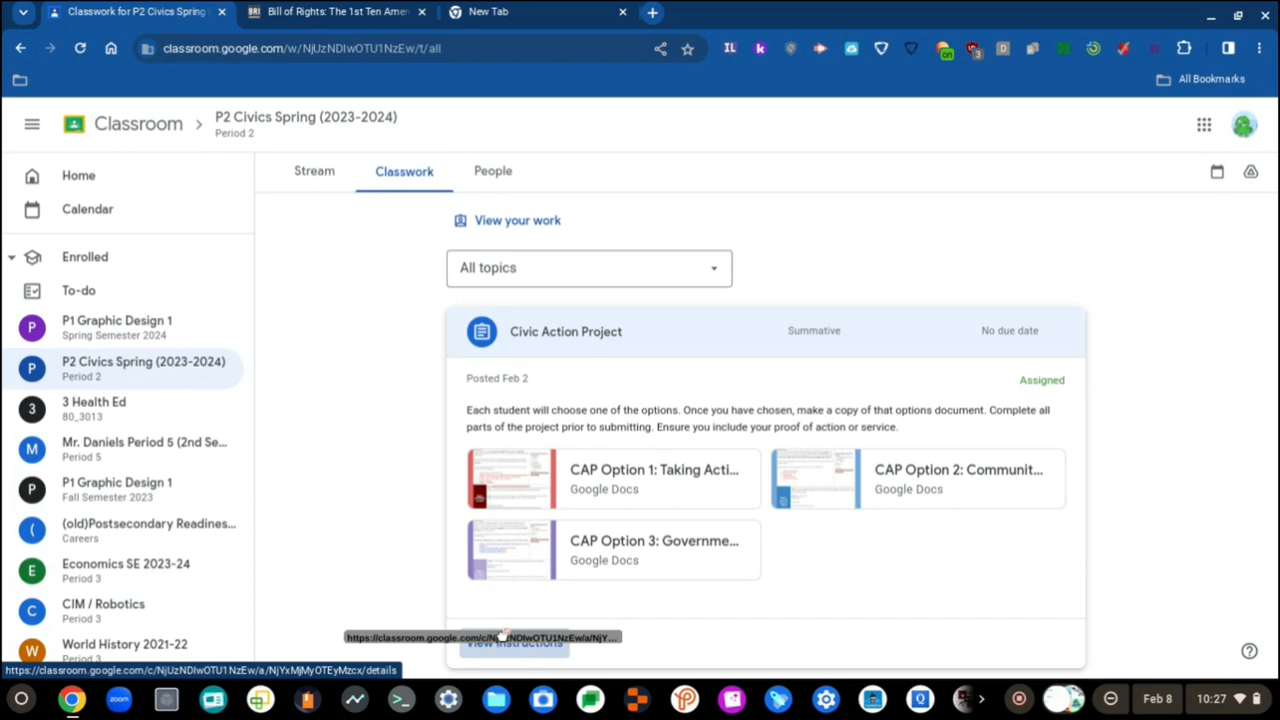 Classwork for P2 Civics Spring
Bill of Rights: The 1st Ten Amen
New Tab
classroom.google.com/w/NjUzNDIwOTU1NzEw/t/all
All Bookmarks
Classroom
P2 Civics Spring (2023-2024)
Period 2
Stream
Classwork
People
Home
Calendar
Enrolled
To-do
P1 Graphic Design 1
Spring Semester 2024
P2 Civics Spring (2023-2024)
Period 2
3 Health Ed
80_3013
Mr. Daniels Period 5 (2nd Se...
Period 5
P1 Graphic Design 1
Fall Semester 2023
(old)Postsecondary Readines...
Careers
Economics SE 2023-24
Period 3
CIM / Robotics
Period 3
World History 2021-22
Period 3
View your work
All topics
Civic Action Project
Summative
No due date
Posted Feb 2
Assigned
Each student will choose one of the options. Once you have chosen, make a copy of that options document. Complete all
parts of the project prior to submitting. Ensure you include your proof of action or service.
CAP Option 1: Taking Acti...
Google Docs
CAP Option 2: Communit...
Google Docs
CAP Option 3: Governme...
Google Docs
View instructions
https://classroom.google.com/c/NjUzNDIwOTU1NzEw/a/NjYxMjMyOTEyMzcx/details
zoom
Feb 8
10:27